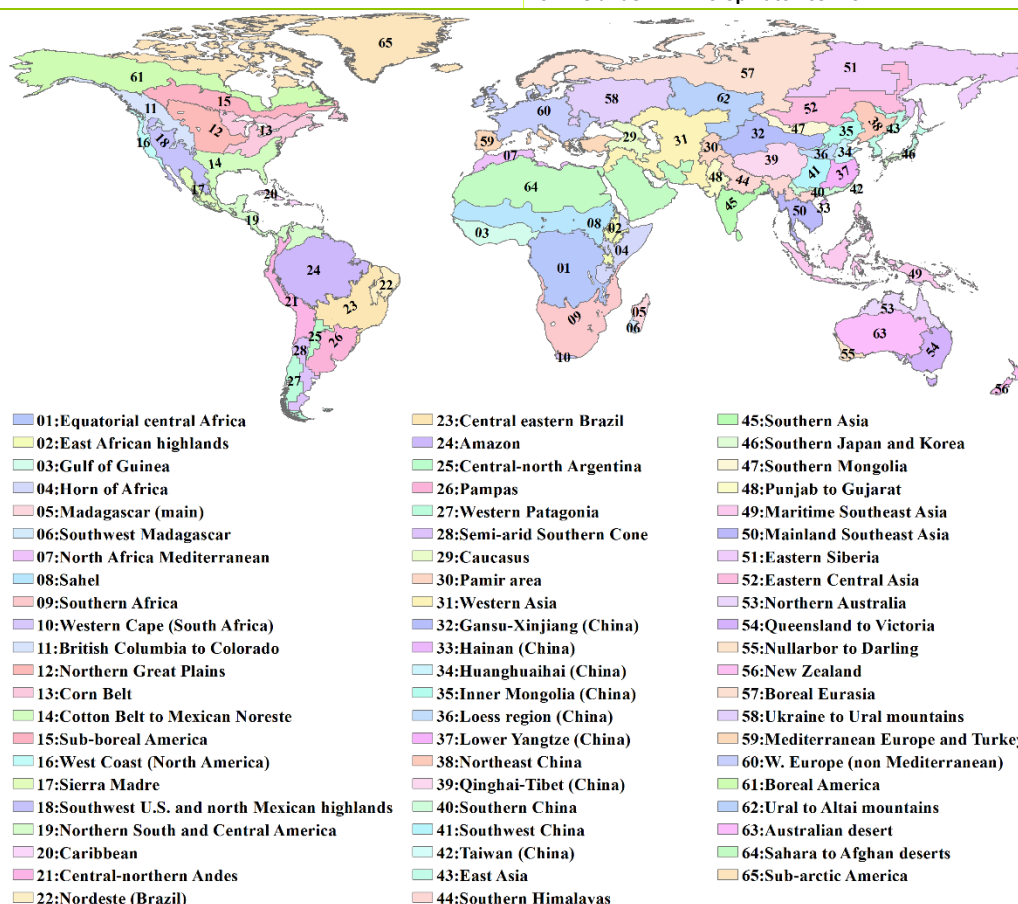 65
61
57
51
15
11
12
13
18
16
14
17
20
19
24
22
23
21
25
26
28
27
60
58
62
52
59
29
31
07
30
32
47
35
38
43
36
34
46
39
48
44
41
37
40
42
45
50
33
64
03
08
02
04
01
09
05
06
10
49
53
63
54
55
56
01:Equatorial central Africa
02:East African highlands
03:Gulf of Guinea
04:Horn of Africa
05:Madagascar (main)
06:Southwest Madagascar
07:North Africa Mediterranean
08:Sahel
09:Southern Africa
10:Western Cape (South Africa)
11:British Columbia to Colorado
12:Northern Great Plains
13:Corn Belt
14:Cotton Belt to Mexican Noreste
15:Sub-boreal America
16:West Coast (North America)
17:Sierra Madre
18:Southwest U.S. and north Mexican highlands
19:Northern South and Central America
20:Caribbean
21:Central-northern Andes
22:Nordeste (Brazil)
23:Central eastern Brazil
24:Amazon
25:Central-north Argentina
26:Pampas
27:Western Patagonia
28:Semi-arid Southern Cone
29:Caucasus
30:Pamir area
31:Western Asia
32:Gansu-Xinjiang (China)
33:Hainan (China)
34:Huanghuaihai (China)
35:Inner Mongolia (China)
36:Loess region (China)
37:Lower Yangtze (China)
38:Northeast China
39:Qinghai-Tibet (China)
40:Southern China
41:Southwest China
42:Taiwan (China)
43:East Asia
44:Southern Himalayas
45:Southern Asia
46:Southern Japan and Korea
47:Southern Mongolia
48:Punjab to Gujarat
49:Maritime Southeast Asia
50:Mainland Southeast Asia
51:Eastern Siberia
52:Eastern Central Asia
53:Northern Australia
54:Queensland to Victoria
55:Nullarbor to Darling
56:New Zealand
57:Boreal Eurasia
58:Ukraine to Ural mountains
59:Mediterranean Europe and Turkey
60:W. Europe (non Mediterranean)
61:Boreal America
62:Ural to Altai mountains
63:Australian desert
64:Sahara to Afghan deserts
65:Sub-arctic America